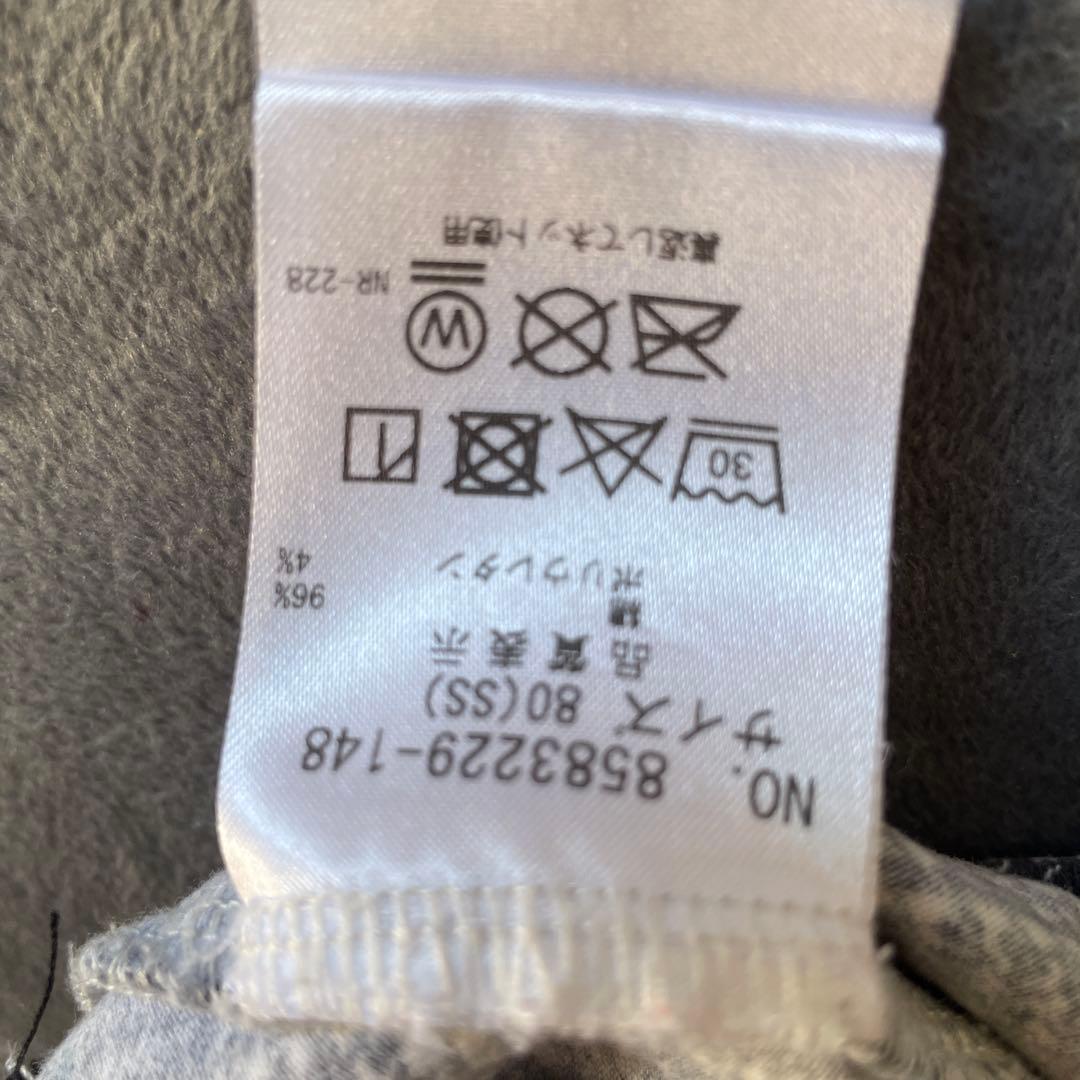 NO. 8583229-148
サイズ 80(SS)
品質表示
綿 96%
ポリウレタン 4%
30
W
NR-228
裏返してネット使用